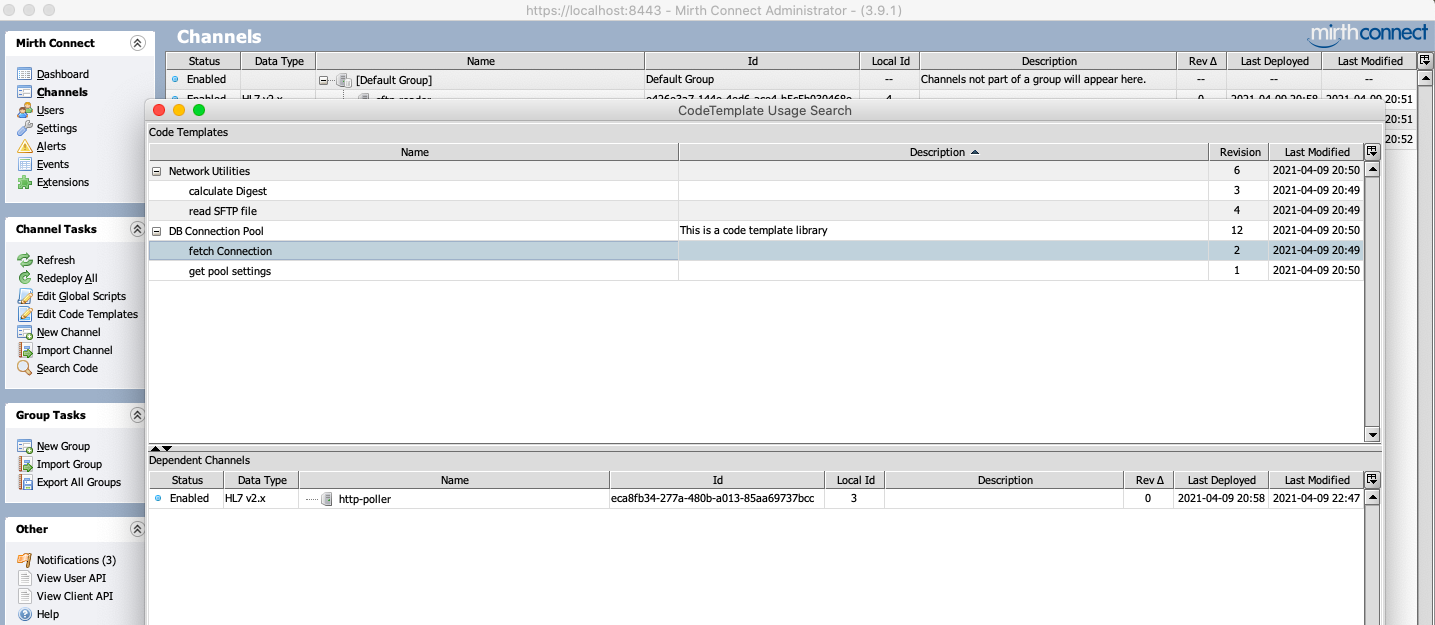 https://localhost:8443 - Mirth Connect Administrator - (3.9.1)
Mirth Connect
Dashboard
Channels
Users
Settings
Alerts
Events
Extensions
Channel Tasks
Refresh
Redeploy All
Edit Global Scripts
Edit Code Templates
New Channel
Import Channel
Search Code
Group Tasks
New Group
Import Group
Export All Groups
Other
Notifications (3)
View User API
View Client API
Help
Channels
mirthconnect
Status Data Type Name Id Local Id Description Rev Δ Last Deployed Last Modified
Enabled -- [Default Group] Default Group -- Channels not part of a group will appear here. -- -- --
Enabled HL7 v2.x sftp-reader 4 0 2021-04-09 20:58 2021-04-09 20:51
20:51
20:52
CodeTemplate Usage Search
Code Templates
Name Description Revision Last Modified
Network Utilities 6 2021-04-09 20:50
calculate Digest 3 2021-04-09 20:49
read SFTP file 4 2021-04-09 20:49
DB Connection Pool This is a code template library 12 2021-04-09 20:50
fetch Connection 2 2021-04-09 20:49
get pool settings 1 2021-04-09 20:50
Dependent Channels
Status Data Type Name Id Local Id Description Rev Δ Last Deployed Last Modified
Enabled HL7 v2.x http-poller eca8fb34-277a-480b-a013-85aa69737bcc 3 0 2021-04-09 20:58 2021-04-09 22:47